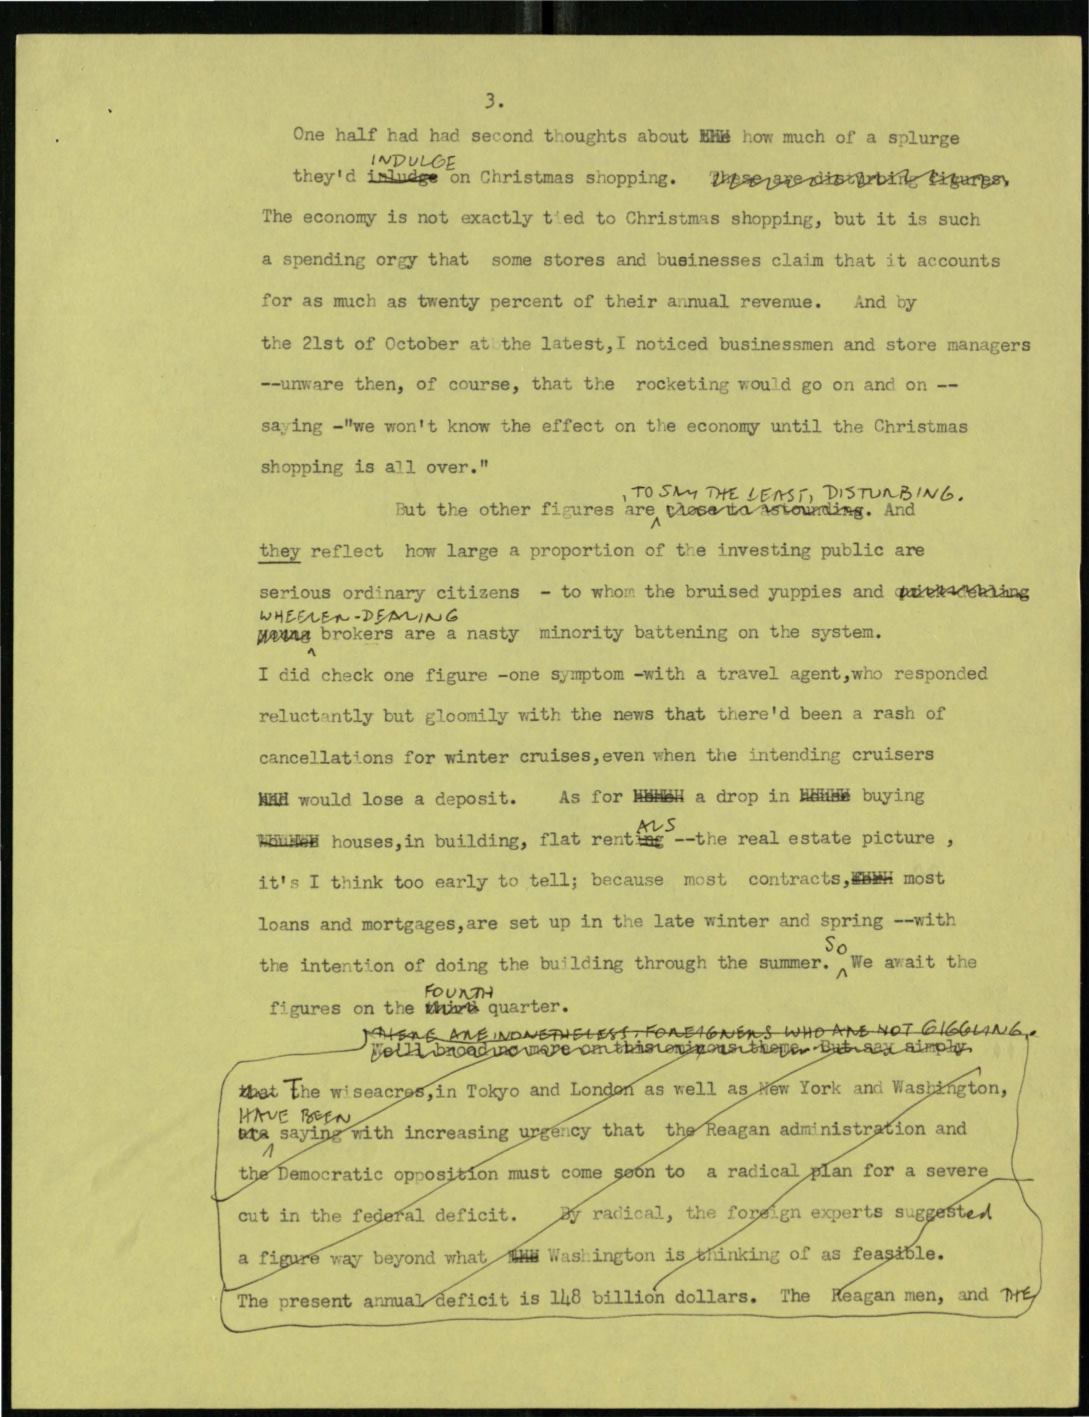 3.
One half had had second thoughts about how much of a splurge
INDULGE
they'd inludge on Christmas shopping. These are disturbing figures.
The economy is not exactly tied to Christmas shopping, but it is such
a spending orgy that some stores and businesses claim that it accounts
for as much as twenty percent of their annual revenue. And by
the 21st of October at the latest,I noticed businessmen and store managers
--unware then, of course, that the rocketing would go on and on --
saying -"we won't know the effect on the economy until the Christmas
shopping is all over."
, TO SAY THE LEAST, DISTURBING.
But the other figures are close to astounding. And
they reflect how large a proportion of the investing public are
serious ordinary citizens - to whom the bruised yuppies and
WHEELER-DEALING
young brokers are a nasty minority battening on the system.
I did check one figure -one symptom -with a travel agent,who responded
reluctantly but gloomily with the news that there'd been a rash of
cancellations for winter cruises,even when the intending cruisers
would lose a deposit. As for a drop in buying
ALS
houses,in building, flat renting --the real estate picture ,
it's I think too early to tell; because most contracts, most
loans and mortgages,are set up in the late winter and spring --with
SO
the intention of doing the building through the summer. We await the
FOURTH
figures on the third quarter.
THERE ARE, NONETHELESS, FOREIGNERS WHO ARE NOT GIGGLING.
We'll brood no more on this ominous theme. But say simply
that The wiseacres,in Tokyo and London as well as New York and Washington,
HAVE BEEN
are saying with increasing urgency that the Reagan administration and
the Democratic opposition must come soon to a radical plan for a severe
cut in the federal deficit. By radical, the foreign experts suggested
a figure way beyond what Washington is thinking of as feasible.
The present annual deficit is 148 billion dollars. The Reagan men, and THE